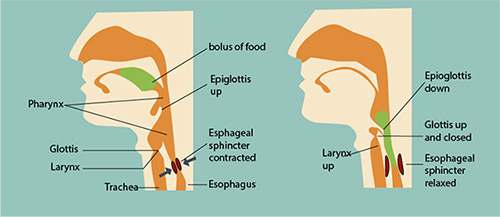 bolus of food
Epiglottis
up
Pharynx
Glottis
Larynx
Trachea
Esphageal
sphincter
contracted
Esophagus
Epioglottis
down
Glottis up
and closed
Larynx
up
Esophageal
sphincter
relaxed